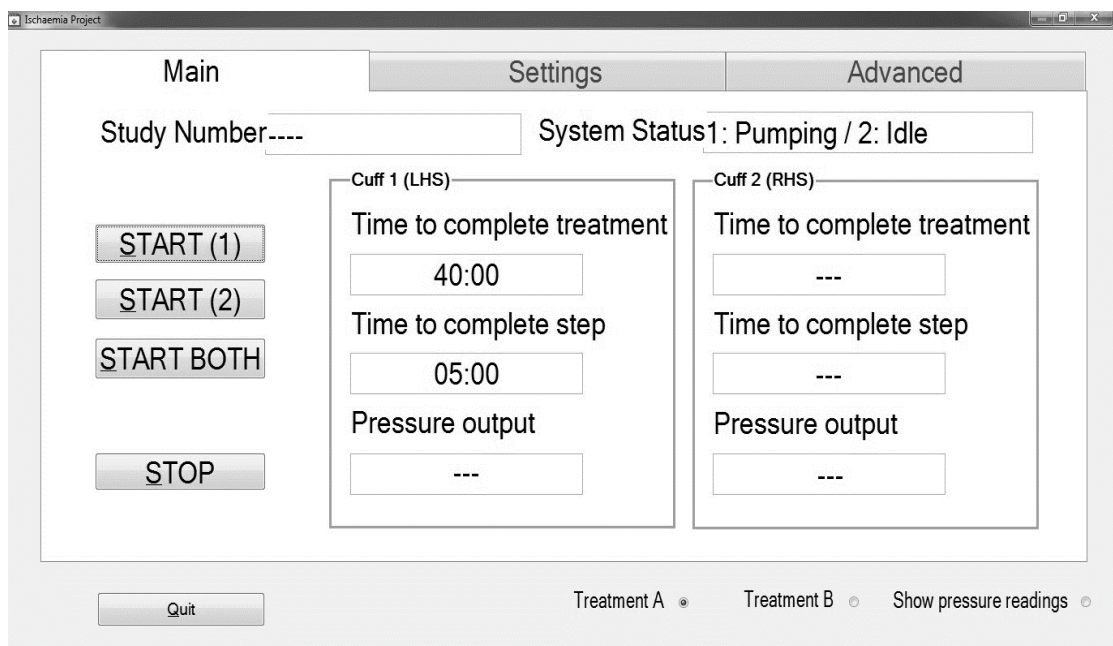 Ischaemia Project
Main Settings Advanced
Study Number ----
System Status 1: Pumping / 2: Idle
Cuff 1 (LHS)
Cuff 2 (RHS)
START (1)
START (2)
START BOTH
STOP
Time to complete treatment
40:00
Time to complete step
05:00
Pressure output
---
Time to complete treatment
---
Time to complete step
---
Pressure output
---
Quit
Treatment A
Treatment B
Show pressure readings